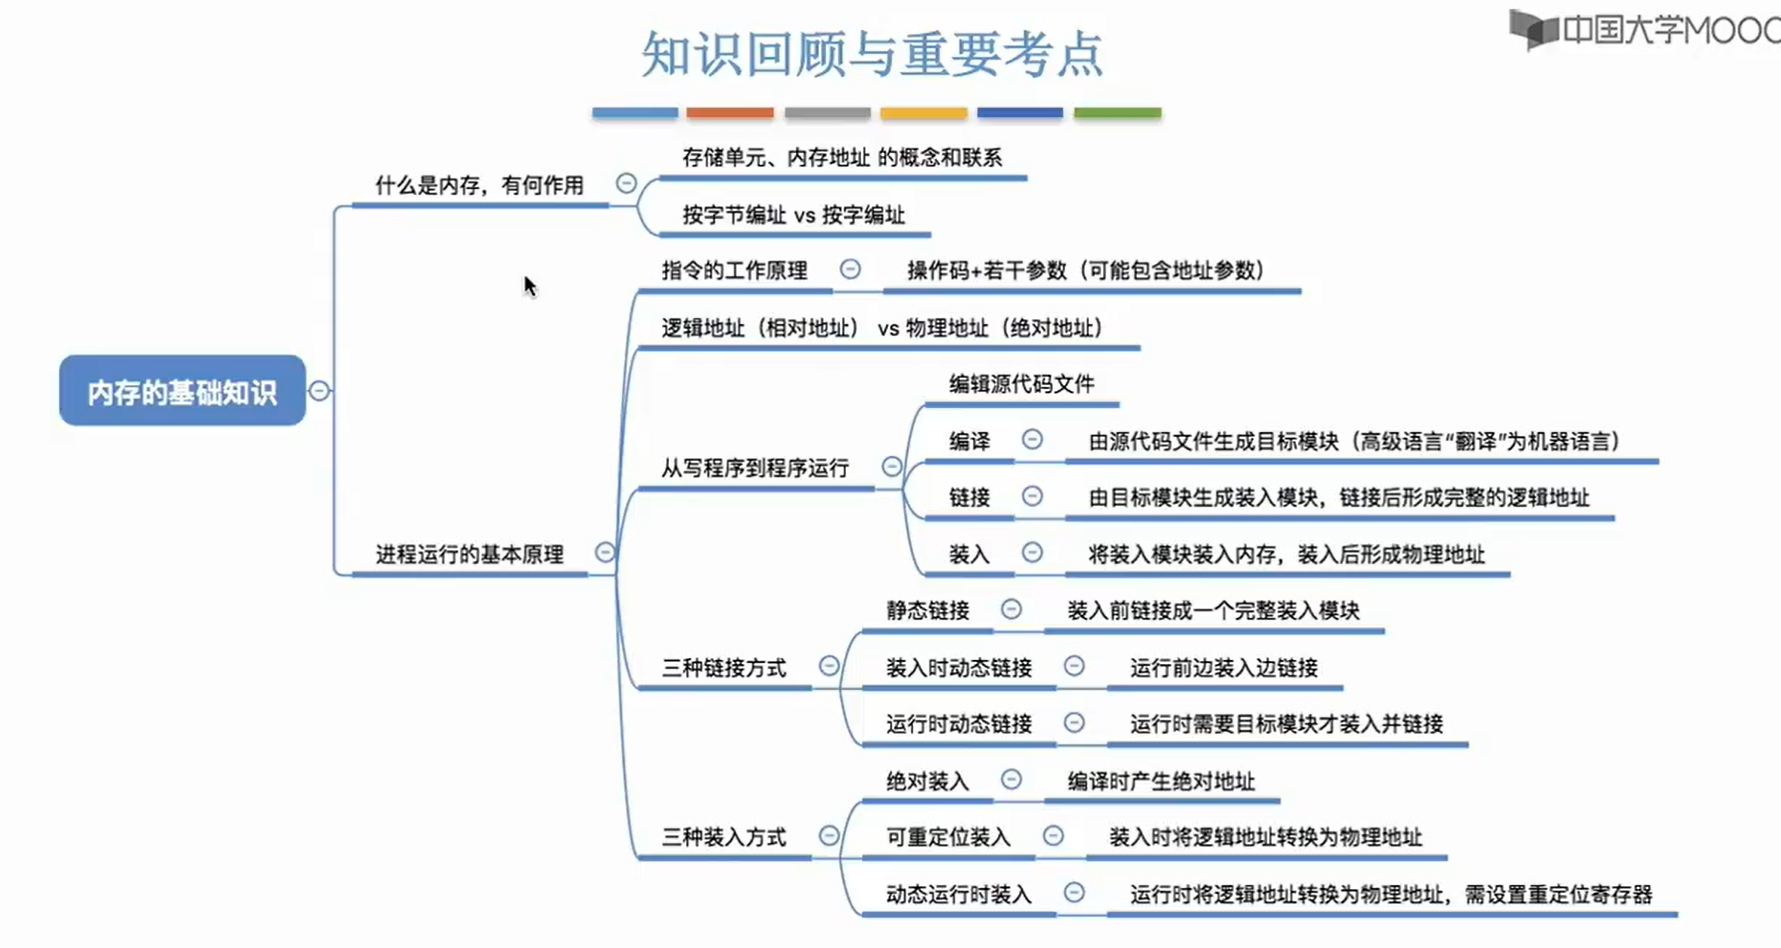 中国大学MOOC
知识回顾与重要考点
存储单元、内存地址 的概念和联系
什么是内存，有何作用
按字节编址 vs 按字编址
指令的工作原理
操作码+若干参数（可能包含地址参数）
逻辑地址（相对地址） vs 物理地址（绝对地址）
内存的基础知识
编辑源代码文件
从写程序到程序运行
编译
由源代码文件生成目标模块（高级语言“翻译”为机器语言）
链接
由目标模块生成装入模块，链接后形成完整的逻辑地址
进程运行的基本原理
装入
将装入模块装入内存，装入后形成物理地址
静态链接
装入前链接成一个完整装入模块
三种链接方式
装入时动态链接
运行前边装入边链接
运行时动态链接
运行时需要目标模块才装入并链接
绝对装入
编译时产生绝对地址
三种装入方式
可重定位装入
装入时将逻辑地址转换为物理地址
动态运行时装入
运行时将逻辑地址转换为物理地址，需设置重定位寄存器